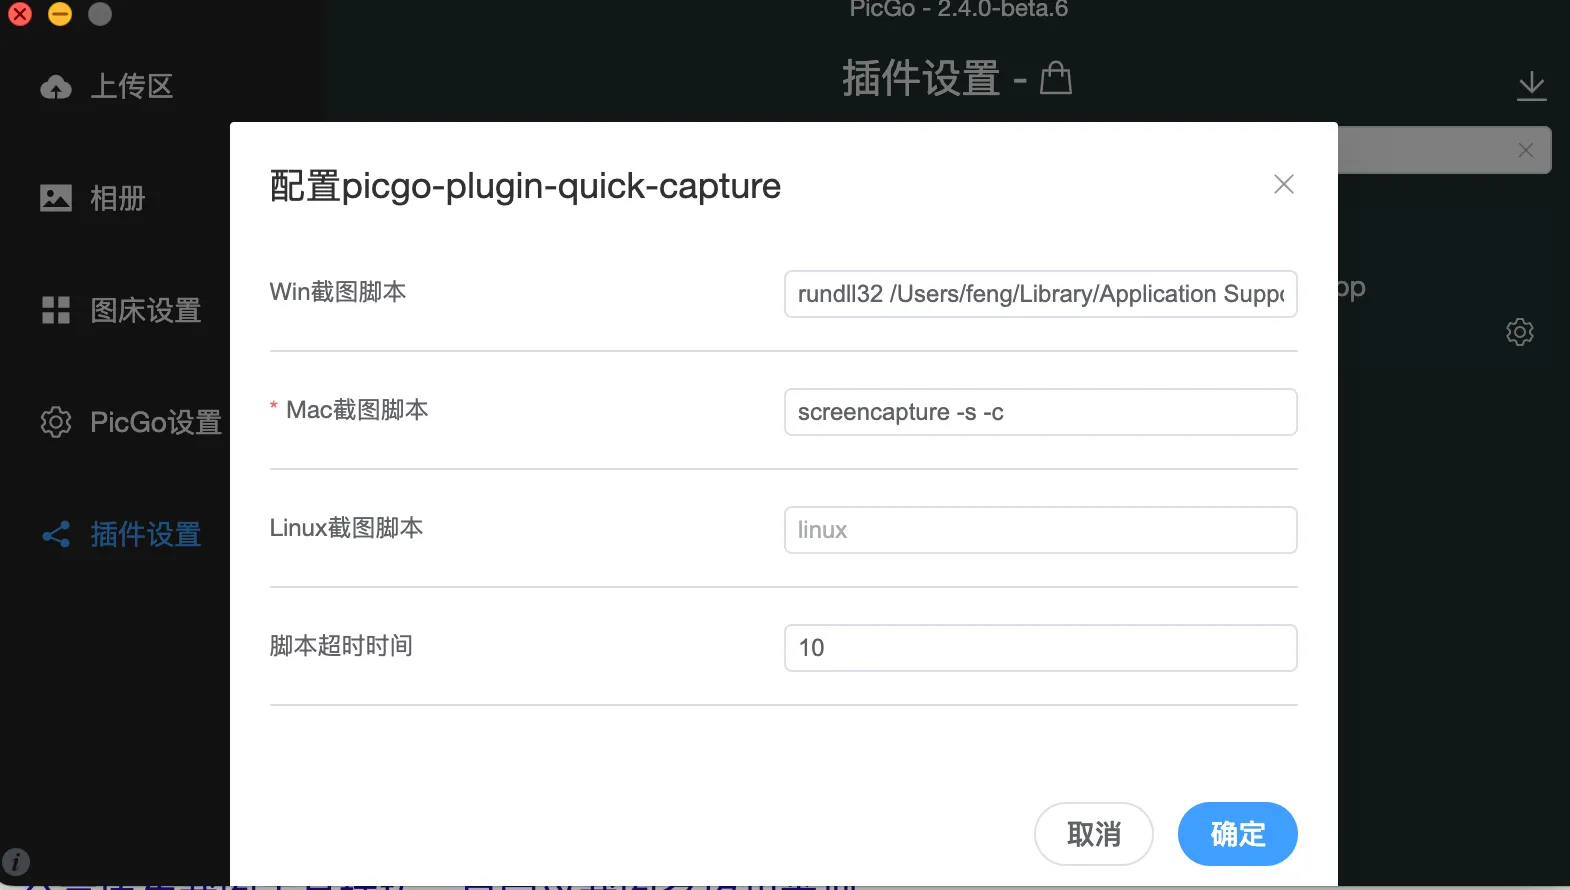 PicGo - 2.4.0-beta.6
上传区
插件设置 -
相册
图床设置
PicGo设置
插件设置
配置picgo-plugin-quick-capture
Win截图脚本
rundll32 /Users/feng/Library/Application Suppo
op
* Mac截图脚本
screencapture -s -c
Linux截图脚本
linux
脚本超时时间
10
取消
确定